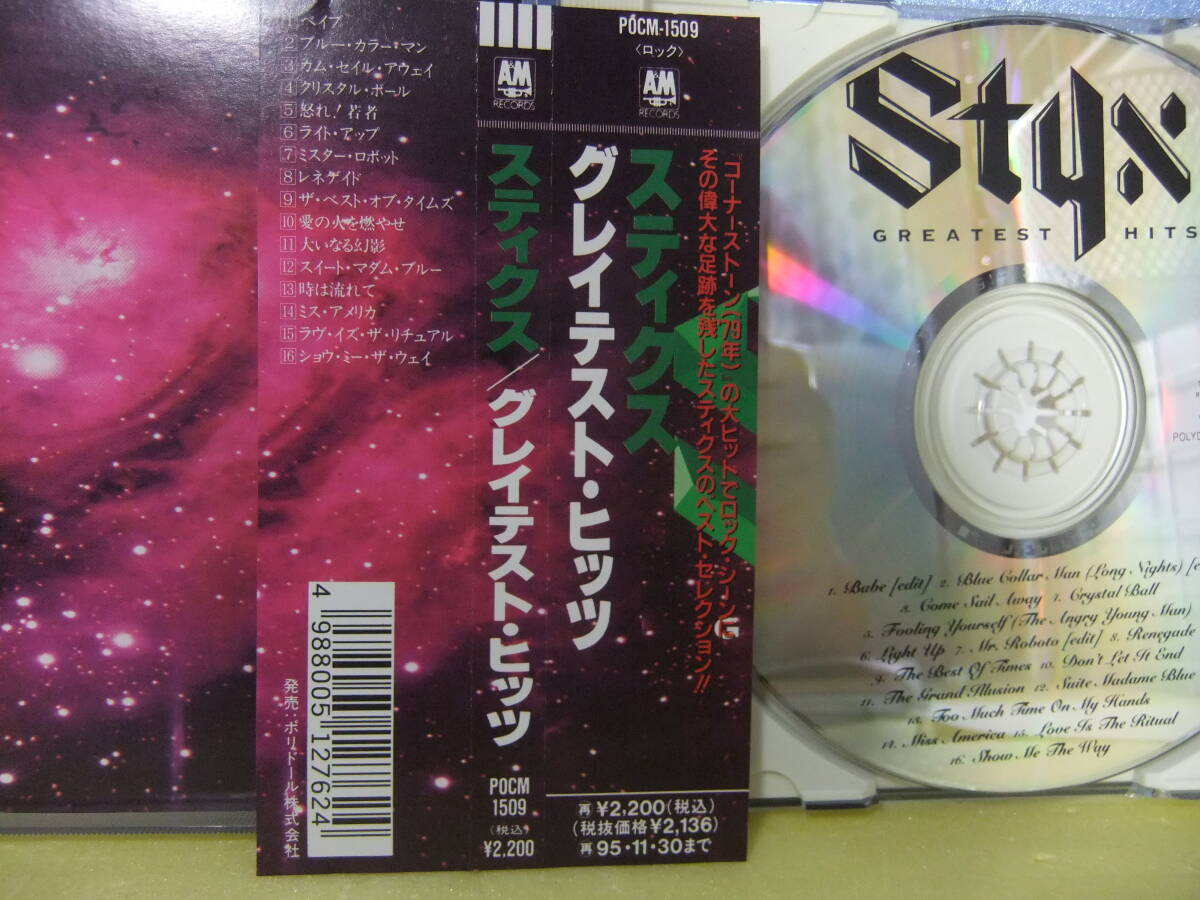 1 ベイブ
2 ブルー・カラー・マン
3 カム・セイル・アウェイ
4 クリスタル・ボール
5 怒れ!若者
6 ライト・アップ
7 ミスター・ロボット
8 レネゲイド
9 ザ・ベスト・オブ・タイムズ
10 愛の火を燃やせ
11 大いなる幻影
12 スイート・マダム・ブルー
13 時は流れて
14 ミス・アメリカ
15 ラヴ・イズ・ザ・リチュアル
16 ショウ・ミー・ザ・ウェイ
4 988005 127624
発売:ポリドール株式会社
A&M
RECORDS
スティクス/グレイテスト・ヒッツ
POCM
1509
(税込)
¥2,200
POCM-1509
〈ロック〉
A&M
RECORDS
『コーナーストーン(79年)』の大ヒットでロック・シーンに
その偉大な足跡を残したスティクスのベスト・セレクション!!
スティクス
グレイテスト・ヒッツ
再 ¥2,200(税込)
(税抜価格¥2,136)
再 95・11・30まで
Styx
GREATEST HITS
POLYD
1. Babe [edit] 2. Blue Collar Man (Long Nights) [e
3. Come Sail Away 4. Crystal Ball
5. Fooling Yourself (The Angry Young Man)
6. Light Up 7. Mr. Roboto [edit] 8. Renegade
9. The Best Of Times 10. Don't Let It End
11. The Grand Illusion 12. Suite Madame Blue
13. Too Much Time On My Hands
14. Miss America 15. Love Is The Ritual
16. Show Me The Way